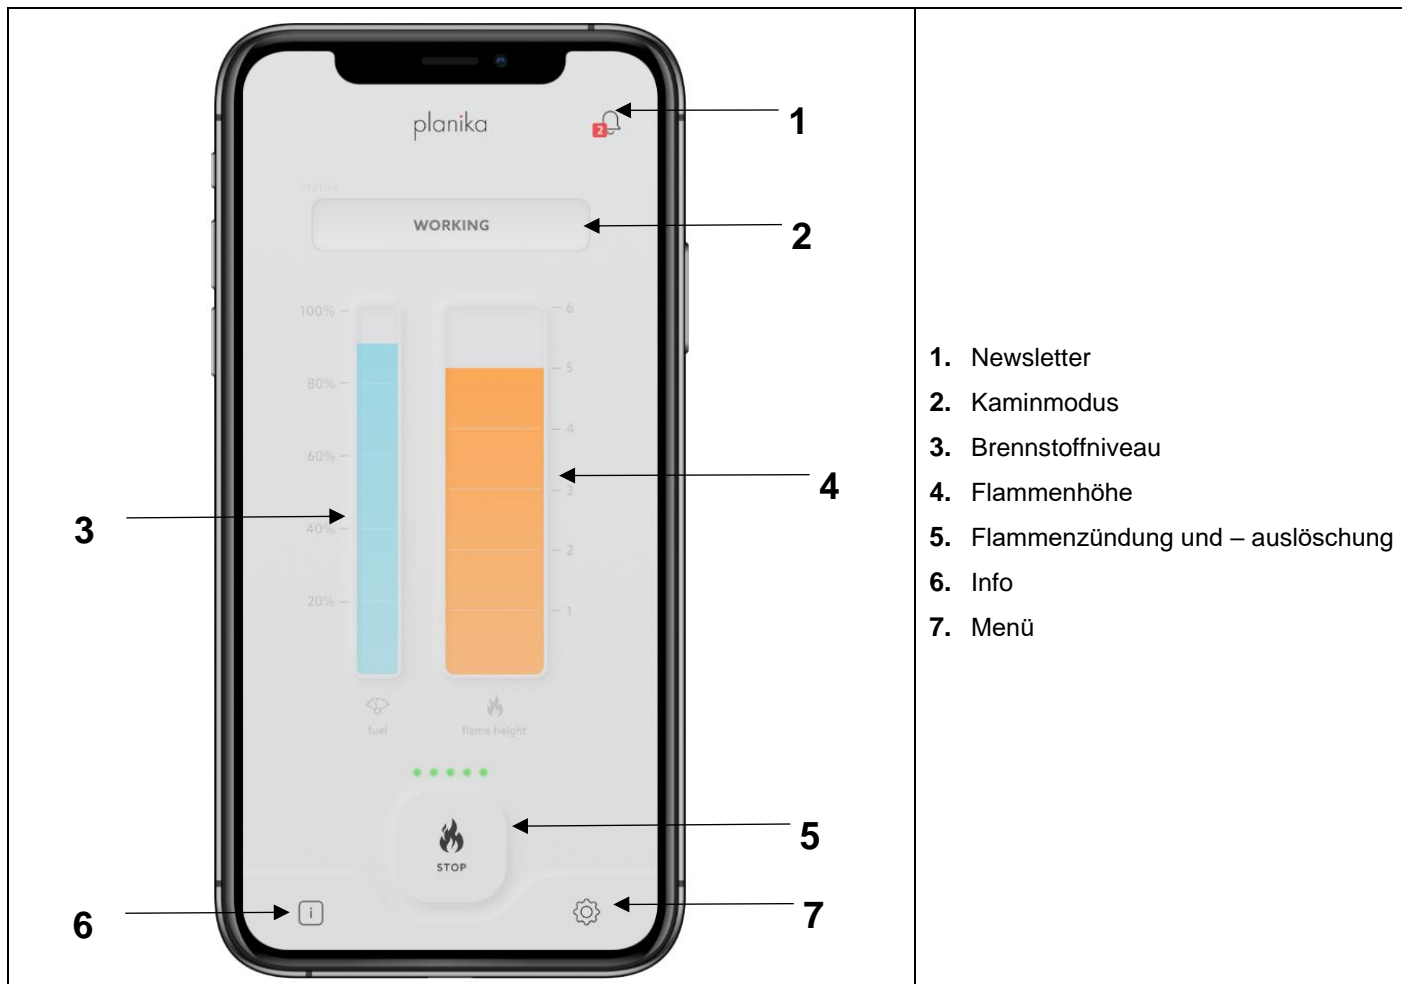 planika
2
1
STATUS
WORKING
2
100%
80%
60%
40%
20%
6
5
4
3
2
1
3
4
fuel
flame height
STOP
5
i
6
7
1. Newsletter
2. Kaminmodus
3. Brennstoffniveau
4. Flammenhöhe
5. Flammenzündung und – auslöschung
6. Info
7. Menü